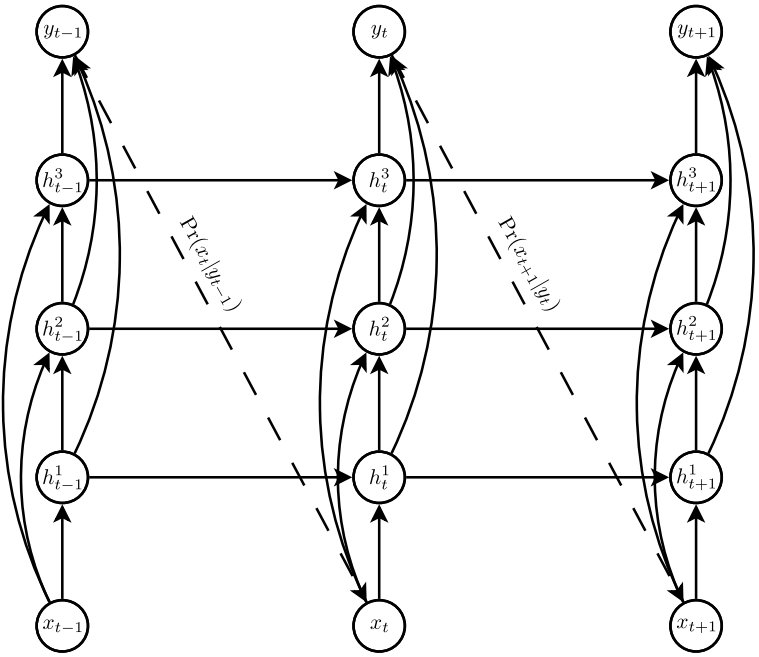 y_{t−1} y_t y_{t+1}
h^3_{t−1} h^3_t h^3_{t+1}
Pr(x_t|y_{t−1}) Pr(x_{t+1}|y_t)
h^2_{t−1} h^2_t h^2_{t+1}
h^1_{t−1} h^1_t h^1_{t+1}
x_{t−1} x_t x_{t+1}